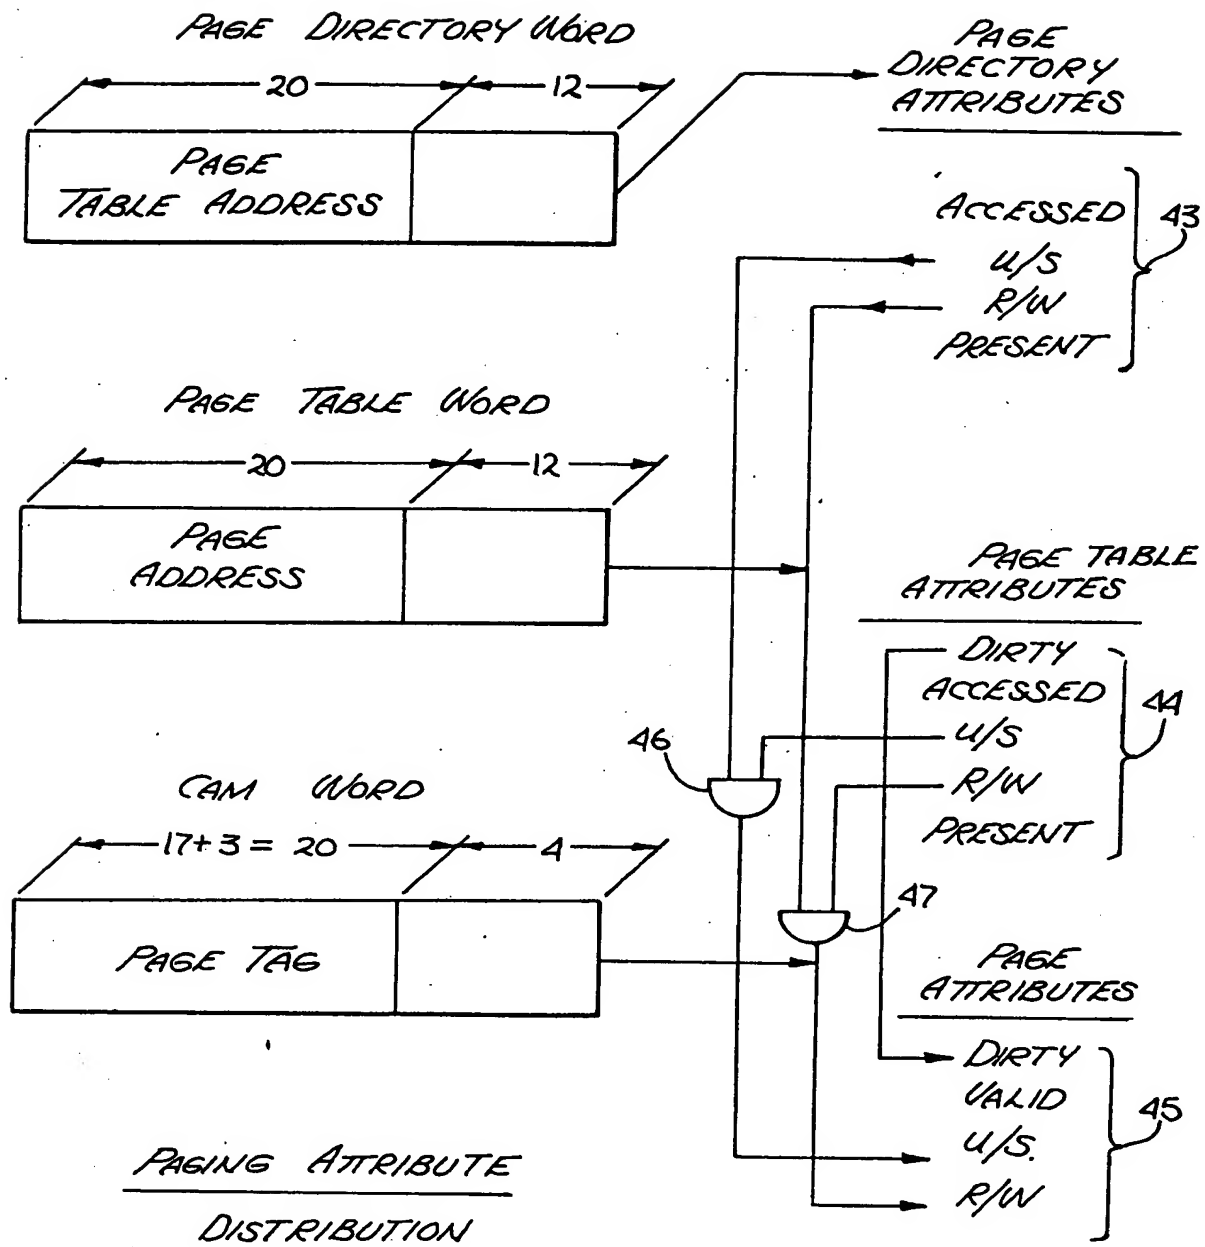 PAGE DIRECTORY WORD
20
12
PAGE
TABLE ADDRESS
PAGE
DIRECTORY
ATTRIBUTES
ACCESSED
U/S
R/W
PRESENT
43
PAGE TABLE WORD
20
12
PAGE
ADDRESS
PAGE TABLE
ATTRIBUTES
DIRTY
ACCESSED
U/S
R/W
PRESENT
44
46
47
CAM WORD
17+3 = 20
4
PAGE TAG
PAGE
ATTRIBUTES
DIRTY
VALID
U/S.
R/W
45
PAGING ATTRIBUTE
DISTRIBUTION